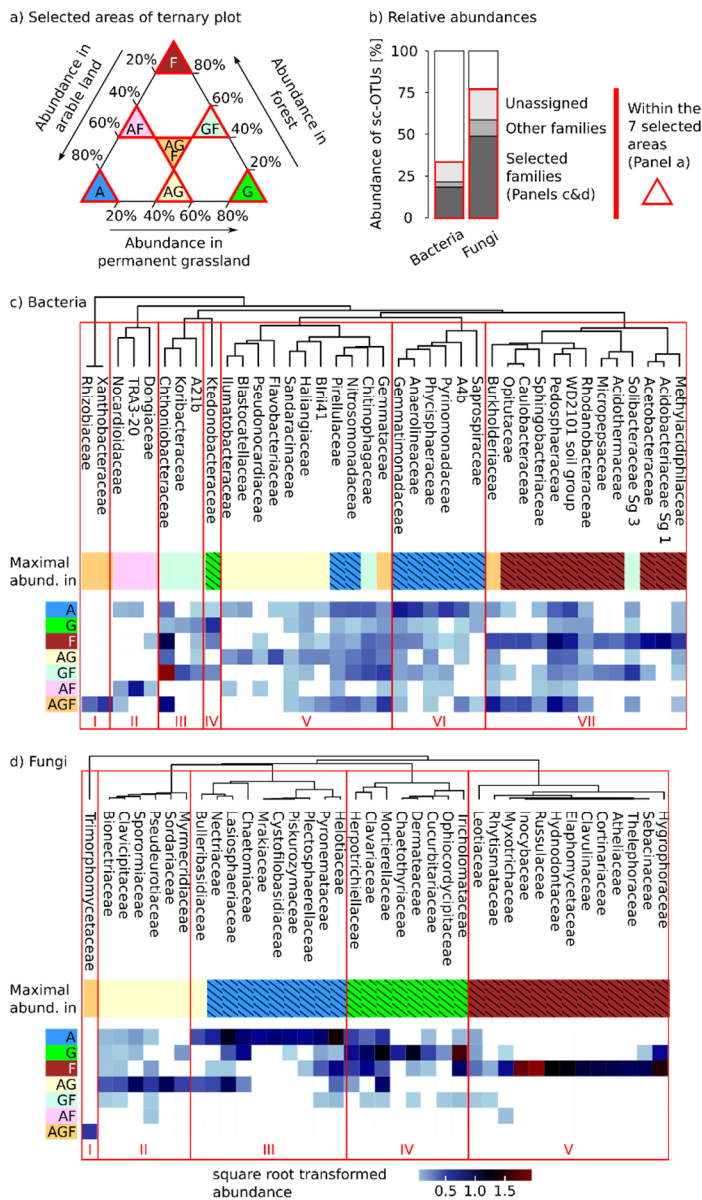 a) Selected areas of ternary plot
Abundance in
arable land
Abundance in
forest
20%
F
80%
40%
60%
60%
AF
GF
40%
AG
F
80%
20%
A
AG
G
20% 40% 60% 80%
Abundance in
permanent grassland
b) Relative abundances
Abundance of sc-OTUs [%]
100
75
50
25
0
Bacteria
Fungi
Unassigned
Other families
Selected
families
(Panels c&d)
Within the
7 selected
areas
(Panel a)
c) Bacteria
Rhizobiaceae
Xanthobacteraceae
Nocardioidaceae
TRA3-20
Dongiaceae
Chthoniobacteraceae
Koribacteraceae
A21b
Ktedonobacteraceae
Ilumatobacteraceae
Blastocatellaceae
Pseudonocardiaceae
Flavobacteriaceae
Sandaracinaceae
Haliangiaceae
BIrii41
Pirellulaceae
Nitrosomonadaceae
Chitinophagaceae
Gemmataceae
Gemmatimonadaceae
Anaerolineaceae
Phycisphaeraceae
Pyrinomonadaceae
A4b
Saprospiraceae
Burkholderiaceae
Opitutaceae
Caulobacteraceae
Sphingobacteriaceae
Pedosphaeraceae
WD2101 soil group
Rhodanobacteraceae
Micropepsaceae
Acidothermaceae
Solibacteraceae Sg 3
Acetobacteraceae
Acidobacteriaceae Sg 1
Methylacidiphilaceae
Maximal
abund. in
A
G
F
AG
GF
AF
AGF
I II III IV V VI VII
d) Fungi
Trimorphomycetaceae
Bionectriaceae
Clavicipitaceae
Sporormiaceae
Pseudeurotiaceae
Sordariaceae
Myrmecridiaceae
Bulleribasidiaceae
Nectriaceae
Lasiosphaeriaceae
Chaetomiaceae
Mrakiaceae
Cystofilobasidiaceae
Piskurozymaceae
Plectosphaerellaceae
Pyronemataceae
Helotiaceae
Herpotrichiellaceae
Clavariaceae
Mortierellaceae
Chaetothyriaceae
Dermateaceae
Cucurbitariaceae
Ophiocordycipitaceae
Tricholomataceae
Leotiaceae
Rhytismataceae
Myxotrichaceae
Inocybaceae
Russulaceae
Hydnodontaceae
Elaphomycetaceae
Clavulinaceae
Cortinariaceae
Atheliaceae
Thelephoraceae
Sebacinaceae
Hygrophoraceae
Maximal
abund. in
A
G
F
AG
GF
AF
AGF
I II III IV V
square root transformed
abundance
0.5 1.0 1.5